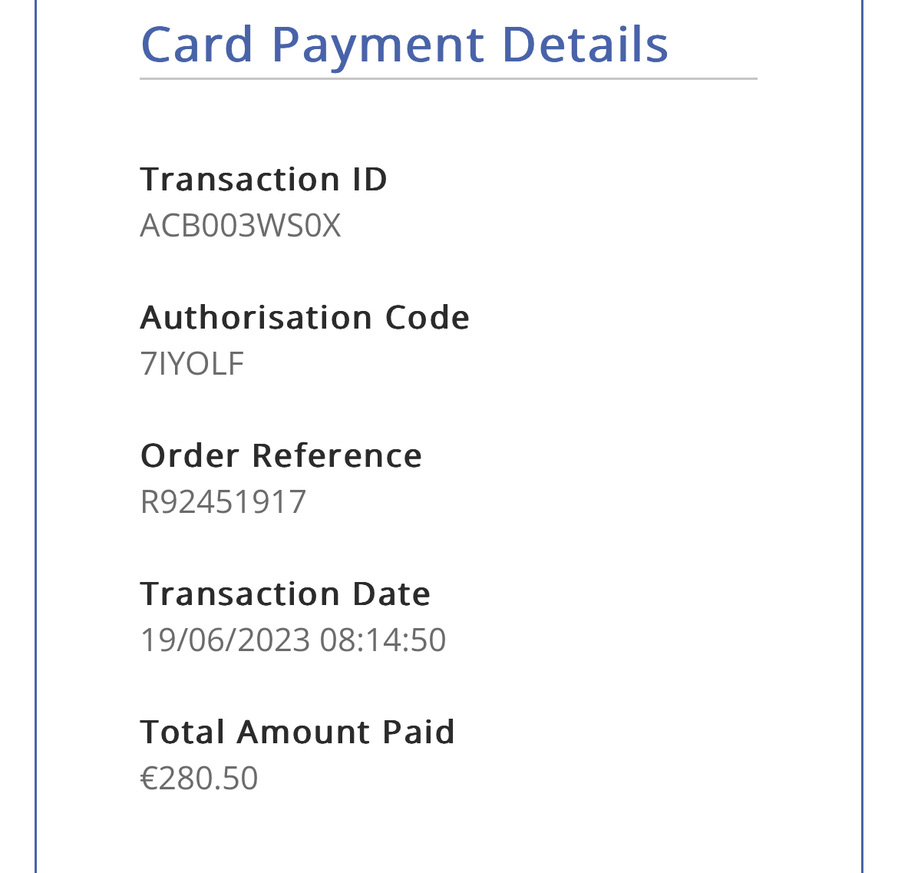 Card Payment Details
Transaction ID
ACB003WS0X
Authorisation Code
7IYOLF
Order Reference
R92451917
Transaction Date
19/06/2023 08:14:50
Total Amount Paid
€280.50